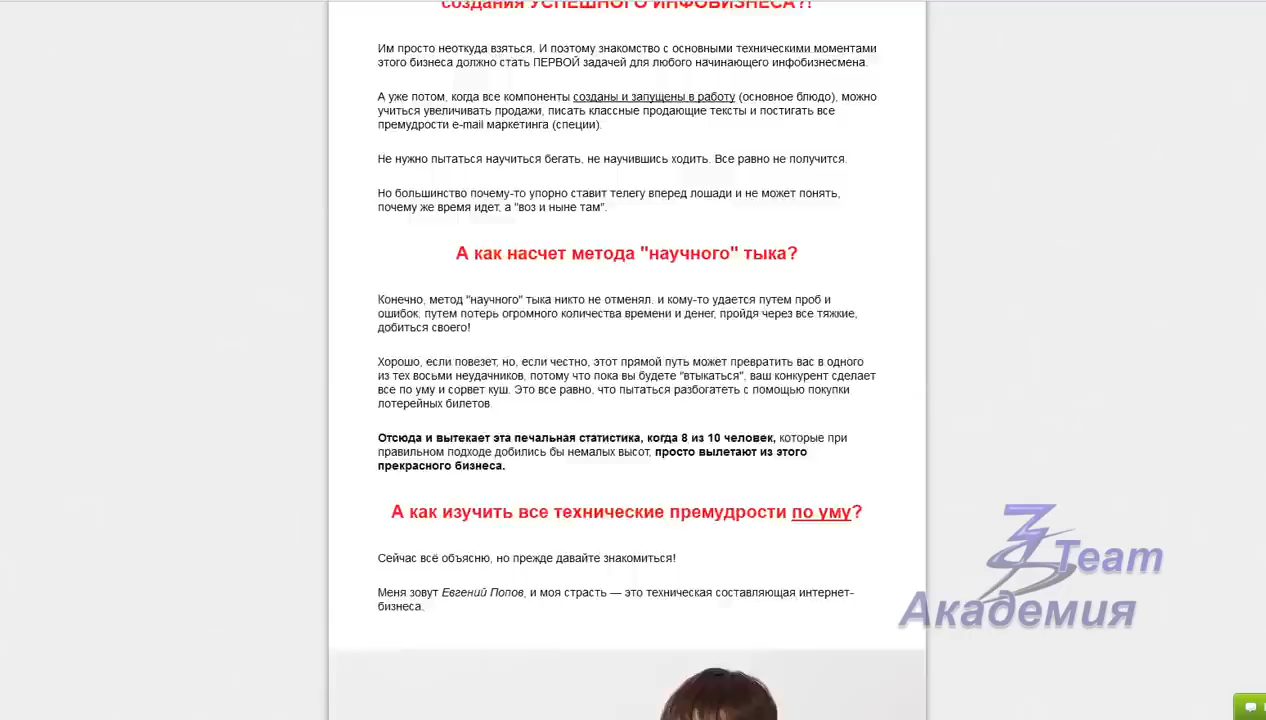 создания УСПЕШНОГО ИНФОБИЗНЕСА?!
Им просто неоткуда взяться. И поэтому знакомство с основными техническими моментами
этого бизнеса должно стать ПЕРВОЙ задачей для любого начинающего инфобизнесмена.
А уже потом, когда все компоненты созданы и запущены в работу (основное блюдо), можно
учиться увеличивать продажи, писать классные продающие тексты и постигать все
премудрости e-mail маркетинга (специи).
Не нужно пытаться научиться бегать, не научившись ходить. Все равно не получится.
Но большинство почему-то упорно ставит телегу вперед лошади и не может понять,
почему же время идет, а "воз и ныне там".
А как насчет метода "научного" тыка?
Конечно, метод "научного" тыка никто не отменял, и кому-то удается путем проб и
ошибок, путем потерь огромного количества времени и денег, пройдя через все тяжкие,
добиться своего!
Хорошо, если повезет, но, если честно, этот прямой путь может превратить вас в одного
из тех восьми неудачников, потому что пока вы будете "втыкаться", ваш конкурент сделает
все по уму и сорвет куш. Это все равно, что пытаться разбогатеть с помощью покупки
лотерейных билетов.
Отсюда и вытекает эта печальная статистика, когда 8 из 10 человек, которые при
правильном подходе добились бы немалых высот, просто вылетают из этого
прекрасного бизнеса.
А как изучить все технические премудрости по уму?
Сейчас всё объясню, но прежде давайте знакомиться!
Меня зовут Евгений Попов, и моя страсть — это техническая составляющая интернет-
бизнеса.
Team
Академия